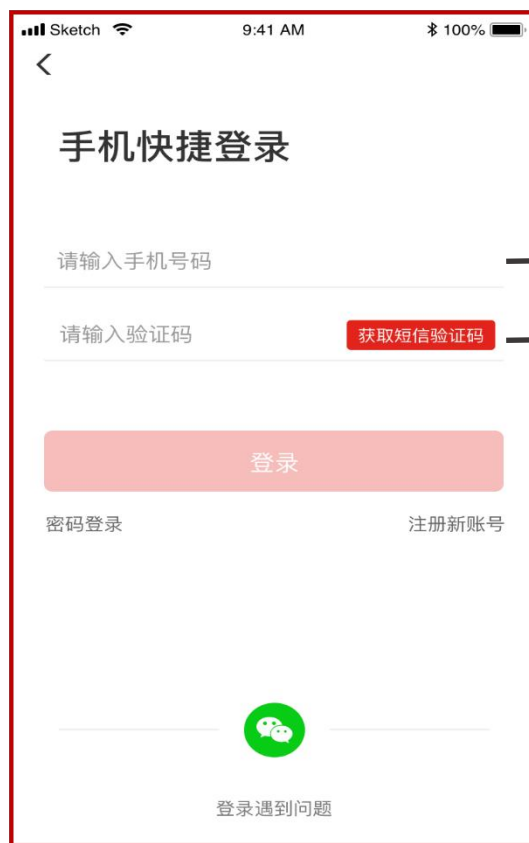 Sketch 9:41 AM 100%
手机快捷登录
请输入手机号码
请输入验证码 获取短信验证码
登录
密码登录 注册新账号
登录遇到问题